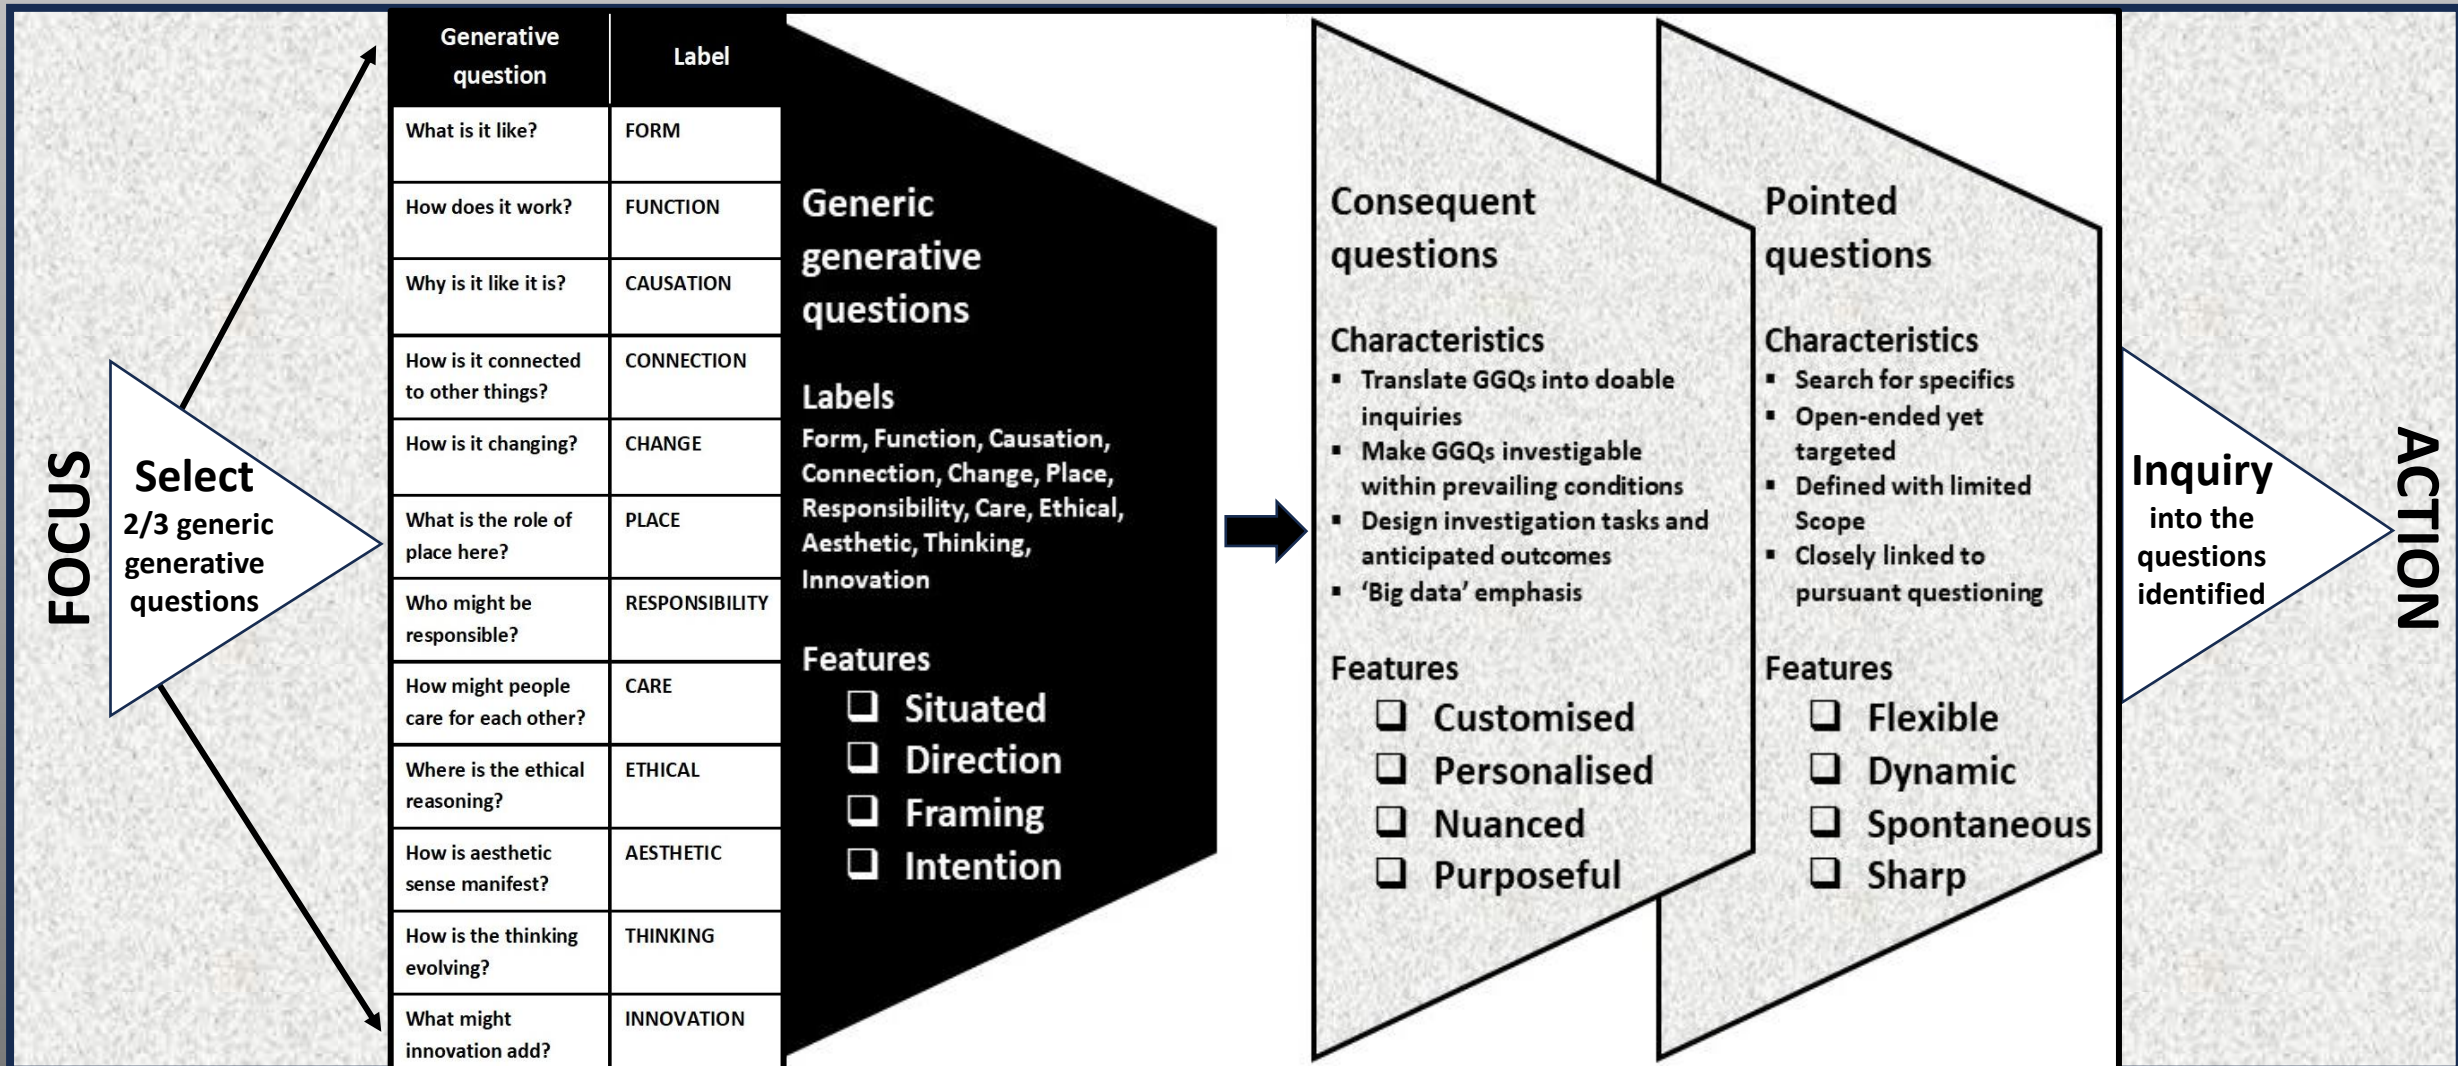 FOCUS
Select
2/3 generic
generative
questions
Generative
question
Label
What is it like?
FORM
How does it work?
FUNCTION
Why is it like it is?
CAUSATION
How is it connected
to other things?
CONNECTION
How is it changing?
CHANGE
What is the role of
place here?
PLACE
Who might be
responsible?
RESPONSIBILITY
How might people
care for each other?
CARE
Where is the ethical
reasoning?
ETHICAL
How is aesthetic
sense manifest?
AESTHETIC
How is the thinking
evolving?
THINKING
What might
innovation add?
INNOVATION
Generic
generative
questions
Labels
Form, Function, Causation,
Connection, Change, Place,
Responsibility, Care, Ethical,
Aesthetic, Thinking,
Innovation
Features
❑ Situated
❑ Direction
❑ Framing
❑ Intention
Consequent
questions
Characteristics
▪ Translate GGQs into doable
inquiries
▪ Make GGQs investigable
within prevailing conditions
▪ Design investigation tasks and
anticipated outcomes
▪ ‘Big data’ emphasis
Features
❑ Customised
❑ Personalised
❑ Nuanced
❑ Purposeful
Pointed
questions
Characteristics
▪ Search for specifics
▪ Open-ended yet
targeted
▪ Defined with limited
Scope
▪ Closely linked to
pursuant questioning
Features
❑ Flexible
❑ Dynamic
❑ Spontaneous
❑ Sharp
Inquiry
into the
questions
identified
ACTION